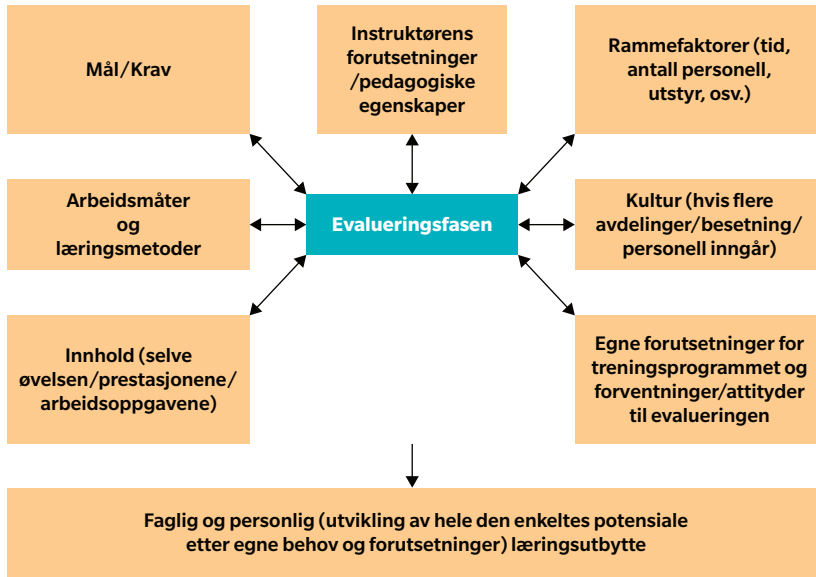 Mål/Krav
Instruktørens
forutsetninger
/pedagogiske
egenskaper
Rammefaktorer (tid,
antall personell,
utstyr, osv.)
Arbeidsmåter
og
læringsmetoder
Evalueringsfasen
Kultur (hvis flere
avdelinger/besetning/
personell inngår)
Innhold (selve
øvelsen/prestasjonene/
arbeidsoppgavene)
Egne forutsetninger for
treningsprogrammet og
forventninger/attityder
til evalueringen
Faglig og personlig (utvikling av hele den enkeltes potensiale
etter egne behov og forutsetninger) læringsutbytte